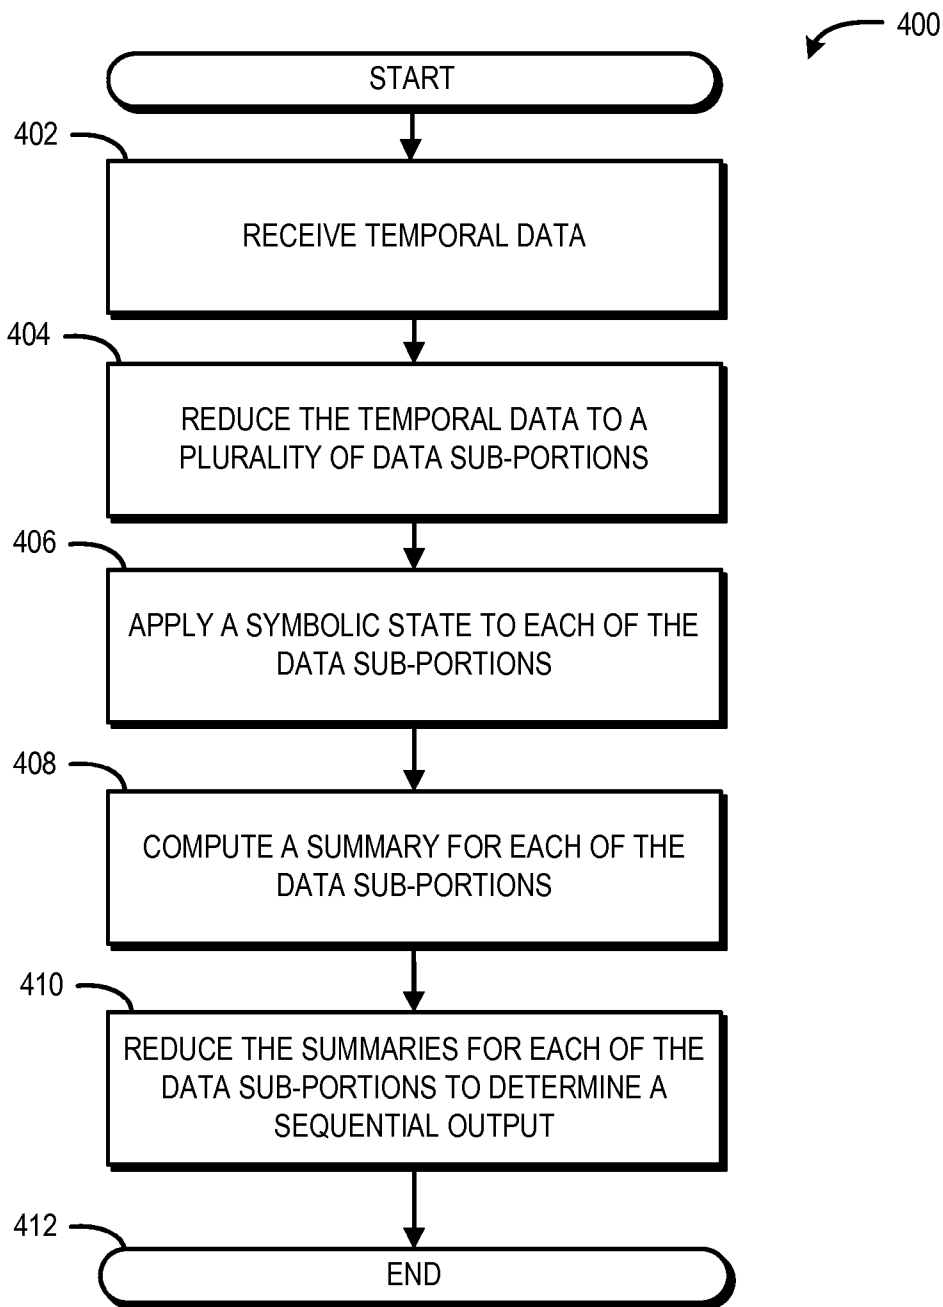 400
START
402
RECEIVE TEMPORAL DATA
404
REDUCE THE TEMPORAL DATA TO A
PLURALITY OF DATA SUB-PORTIONS
406
APPLY A SYMBOLIC STATE TO EACH OF THE
DATA SUB-PORTIONS
408
COMPUTE A SUMMARY FOR EACH OF THE
DATA SUB-PORTIONS
410
REDUCE THE SUMMARIES FOR EACH OF THE
DATA SUB-PORTIONS TO DETERMINE A
SEQUENTIAL OUTPUT
412
END